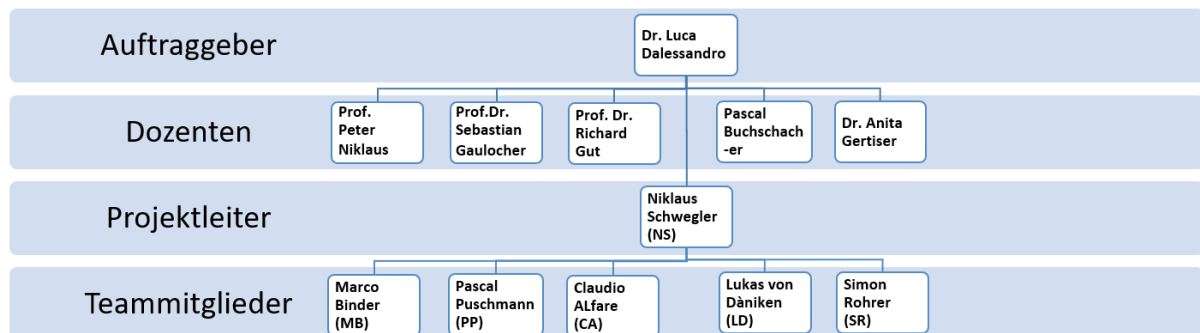 Auftraggeber
Dr. Luca
Dalessandro
Dozenten
Prof.
Peter
Niklaus
Prof.Dr.
Sebastian
Gaulocher
Prof. Dr.
Richard
Gut
Pascal
Buchschach
-er
Dr. Anita
Gertiser
Projektleiter
Niklaus
Schwegler
(NS)
Teammitglieder
Marco
Binder
(MB)
Pascal
Puschmann
(PP)
Claudio
ALfare
(CA)
Lukas von
Dàniken
(LD)
Simon
Rohrer
(SR)